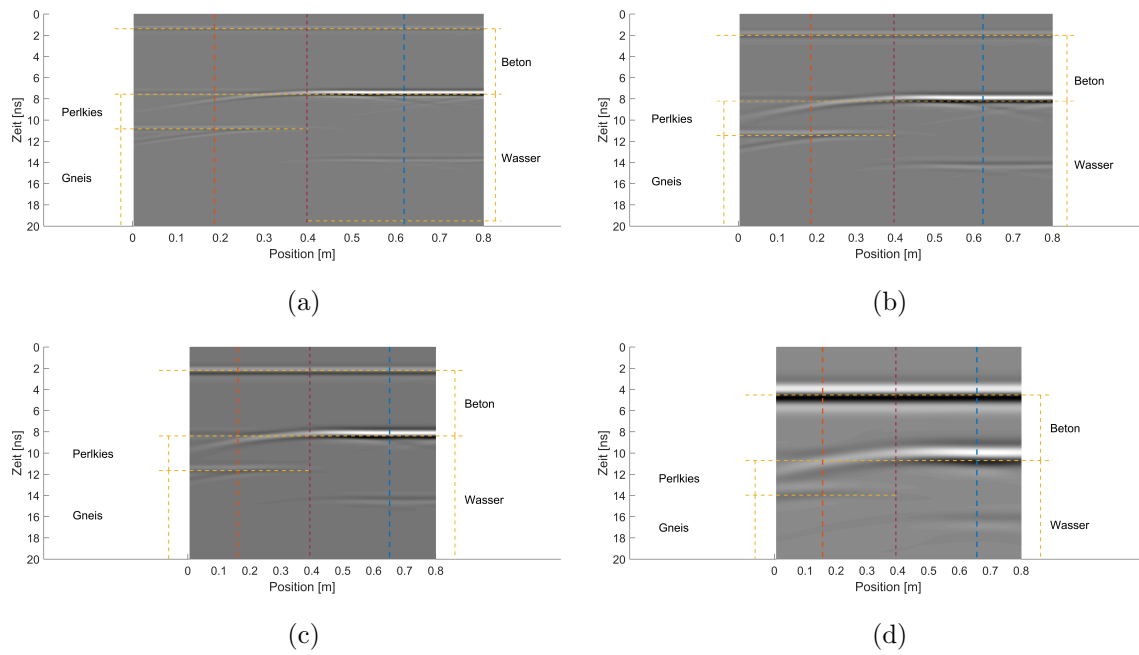 0
2
4
6
8
10
12
14
16
18
20
Zeit [ns]
Perlkies
Gneis
Beton
Wasser
0
0.1
0.2
0.3
0.4
0.5
0.6
0.7
0.8
Position [m]
(a)
0
2
4
6
8
10
12
14
16
18
20
Zeit [ns]
Perlkies
Gneis
Beton
Wasser
0
0.1
0.2
0.3
0.4
0.5
0.6
0.7
0.8
Position [m]
(b)
0
2
4
6
8
10
12
14
16
18
20
Zeit [ns]
Perlkies
Gneis
Beton
Wasser
0
0.1
0.2
0.3
0.4
0.5
0.6
0.7
0.8
Position [m]
(c)
0
2
4
6
8
10
12
14
16
18
20
Zeit [ns]
Perlkies
Gneis
Beton
Wasser
0
0.1
0.2
0.3
0.4
0.5
0.6
0.7
0.8
Position [m]
(d)